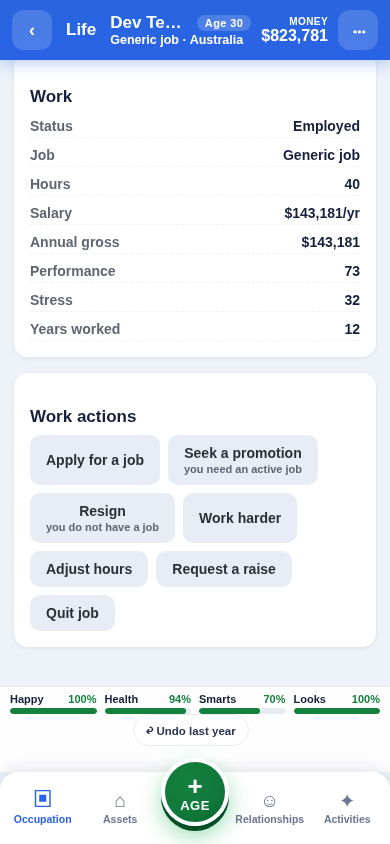 Life
Dev Te... Age 30
Generic job · Australia
MONEY
$823,781
Work
Status Employed
Job Generic job
Hours 40
Salary $143,181/yr
Annual gross $143,181
Performance 73
Stress 32
Years worked 12
Work actions
Apply for a job
Seek a promotion
you need an active job
Resign
you do not have a job
Work harder
Adjust hours
Request a raise
Quit job
Happy 100% Health 94% Smarts 70% Looks 100%
Undo last year
+
AGE
Occupation Assets Relationships Activities